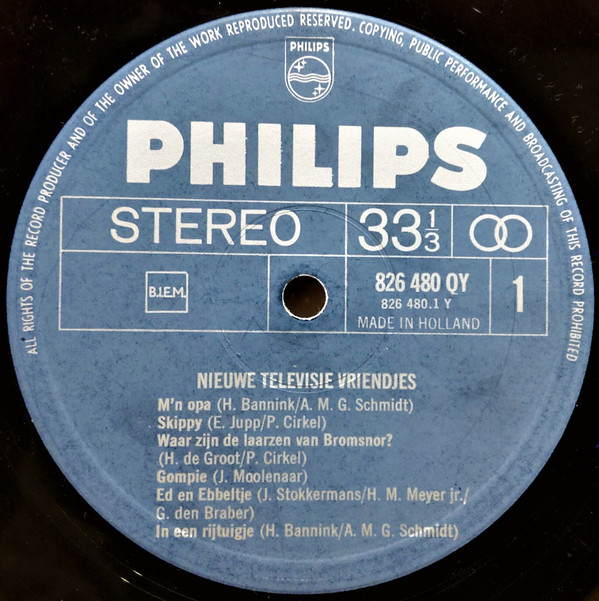 ALL RIGHTS OF THE RECORD PRODUCER AND OF THE OWNER OF THE WORK REPRODUCED RESERVED. COPYING, PUBLIC PERFORMANCE AND BROADCASTING OF THIS RECORD PROHIBITED
PHILIPS
PHILIPS
STEREO 33 1/3
B.I.E.M. 826 480 QY 1
826 480.1 Y
MADE IN HOLLAND
NIEUWE TELEVISIE VRIENDJES
M'n opa (H. Bannink/A. M. G. Schmidt)
Skippy (E. Jupp/P. Cirkel)
Waar zijn de laarzen van Bromsnor?
(H. de Groot/P. Cirkel)
Gompie (J. Moolenaar)
Ed en Ebbeltje (J. Stokkermans/H. M. Meyer jr./
G. den Braber)
In een rijtuigje (H. Bannink/A. M. G. Schmidt)